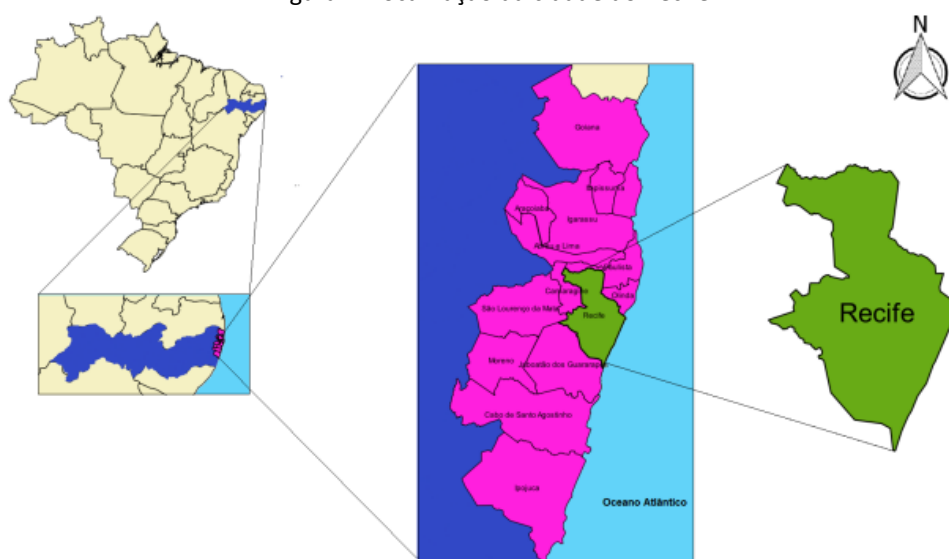 N
Goiana
Itapissuma
Araçoiaba
Igarassu
Abreu e Lima
Paulista
Camaragibe
Olinda
São Lourenço da Mata
Recife
Recife
Moreno
Jaboatão dos Guararapes
Cabo de Santo Agostinho
Ipojuca
Oceano Atlântico